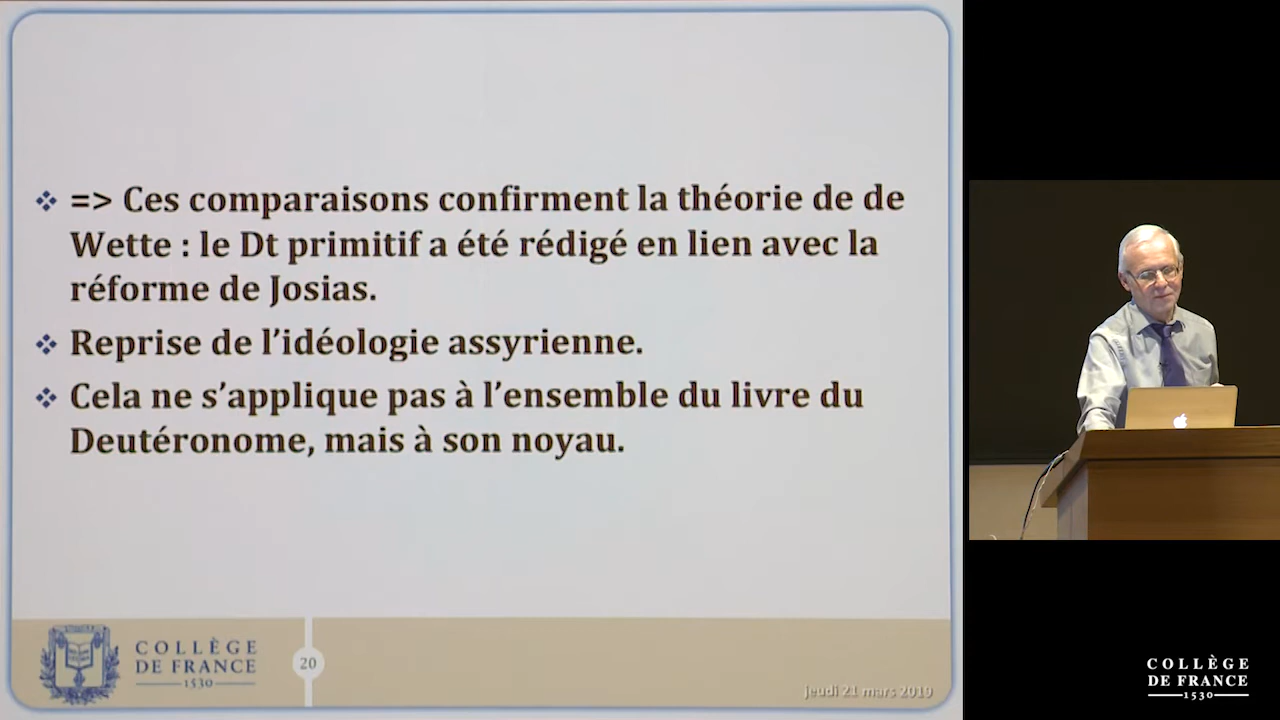 => Ces comparaisons confirment la théorie de de
Wette : le Dt primitif a été rédigé en lien avec la
réforme de Josias.
Reprise de l’idéologie assyrienne.
Cela ne s’applique pas à l’ensemble du livre du
Deutéronome, mais à son noyau.
COLLÈGE
DE FRANCE
1530
20
jeudi 21 mars 2019
COLLÈGE
DE FRANCE
1530